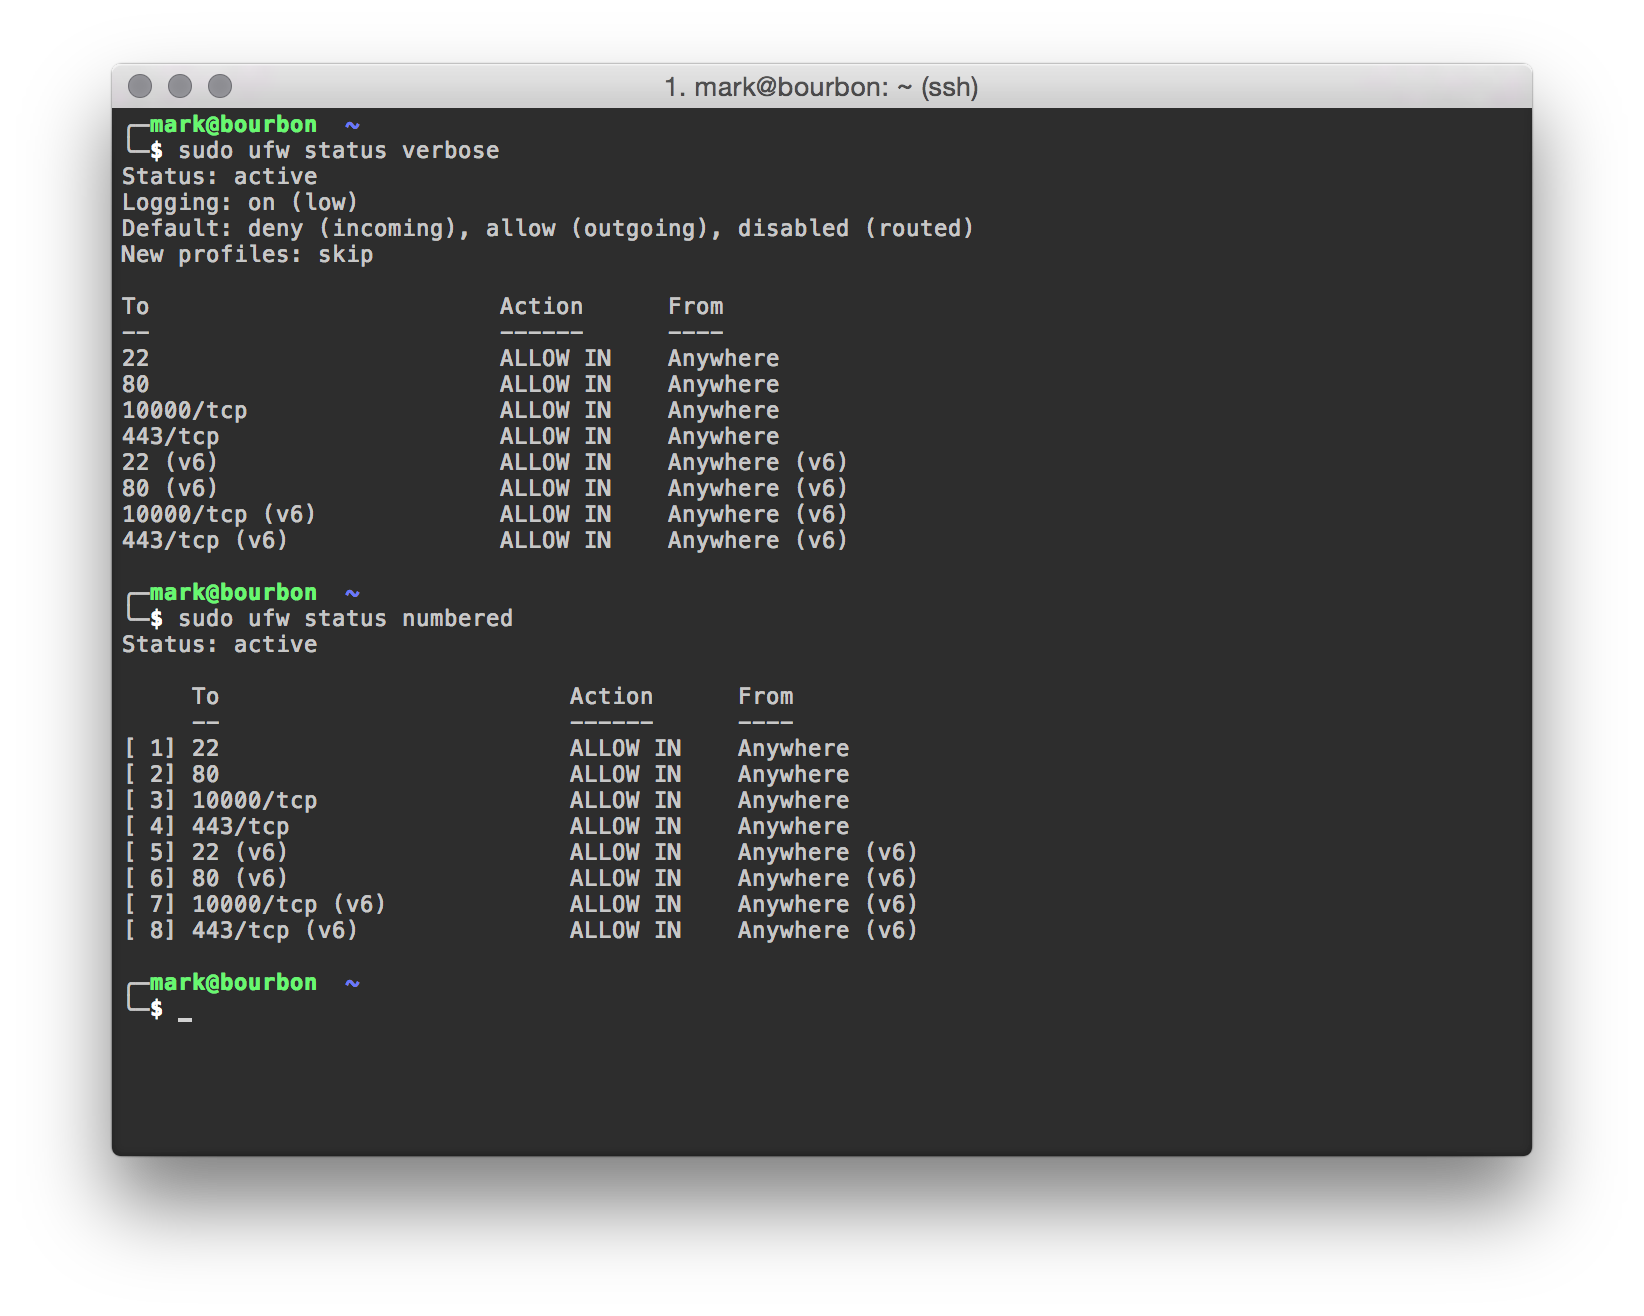 1. mark@bourbon: ~ (ssh)
╭─mark@bourbon  ~
╰─$ sudo ufw status verbose
Status: active
Logging: on (low)
Default: deny (incoming), allow (outgoing), disabled (routed)
New profiles: skip

To                         Action      From
--                         ------      ----
22                         ALLOW IN    Anywhere
80                         ALLOW IN    Anywhere
10000/tcp                  ALLOW IN    Anywhere
443/tcp                    ALLOW IN    Anywhere
22 (v6)                    ALLOW IN    Anywhere (v6)
80 (v6)                    ALLOW IN    Anywhere (v6)
10000/tcp (v6)             ALLOW IN    Anywhere (v6)
443/tcp (v6)               ALLOW IN    Anywhere (v6)

╭─mark@bourbon  ~
╰─$ sudo ufw status numbered
Status: active

     To                         Action      From
     --                         ------      ----
[ 1] 22                         ALLOW IN    Anywhere
[ 2] 80                         ALLOW IN    Anywhere
[ 3] 10000/tcp                  ALLOW IN    Anywhere
[ 4] 443/tcp                    ALLOW IN    Anywhere
[ 5] 22 (v6)                    ALLOW IN    Anywhere (v6)
[ 6] 80 (v6)                    ALLOW IN    Anywhere (v6)
[ 7] 10000/tcp (v6)             ALLOW IN    Anywhere (v6)
[ 8] 443/tcp (v6)               ALLOW IN    Anywhere (v6)

╭─mark@bourbon  ~
╰─$ _